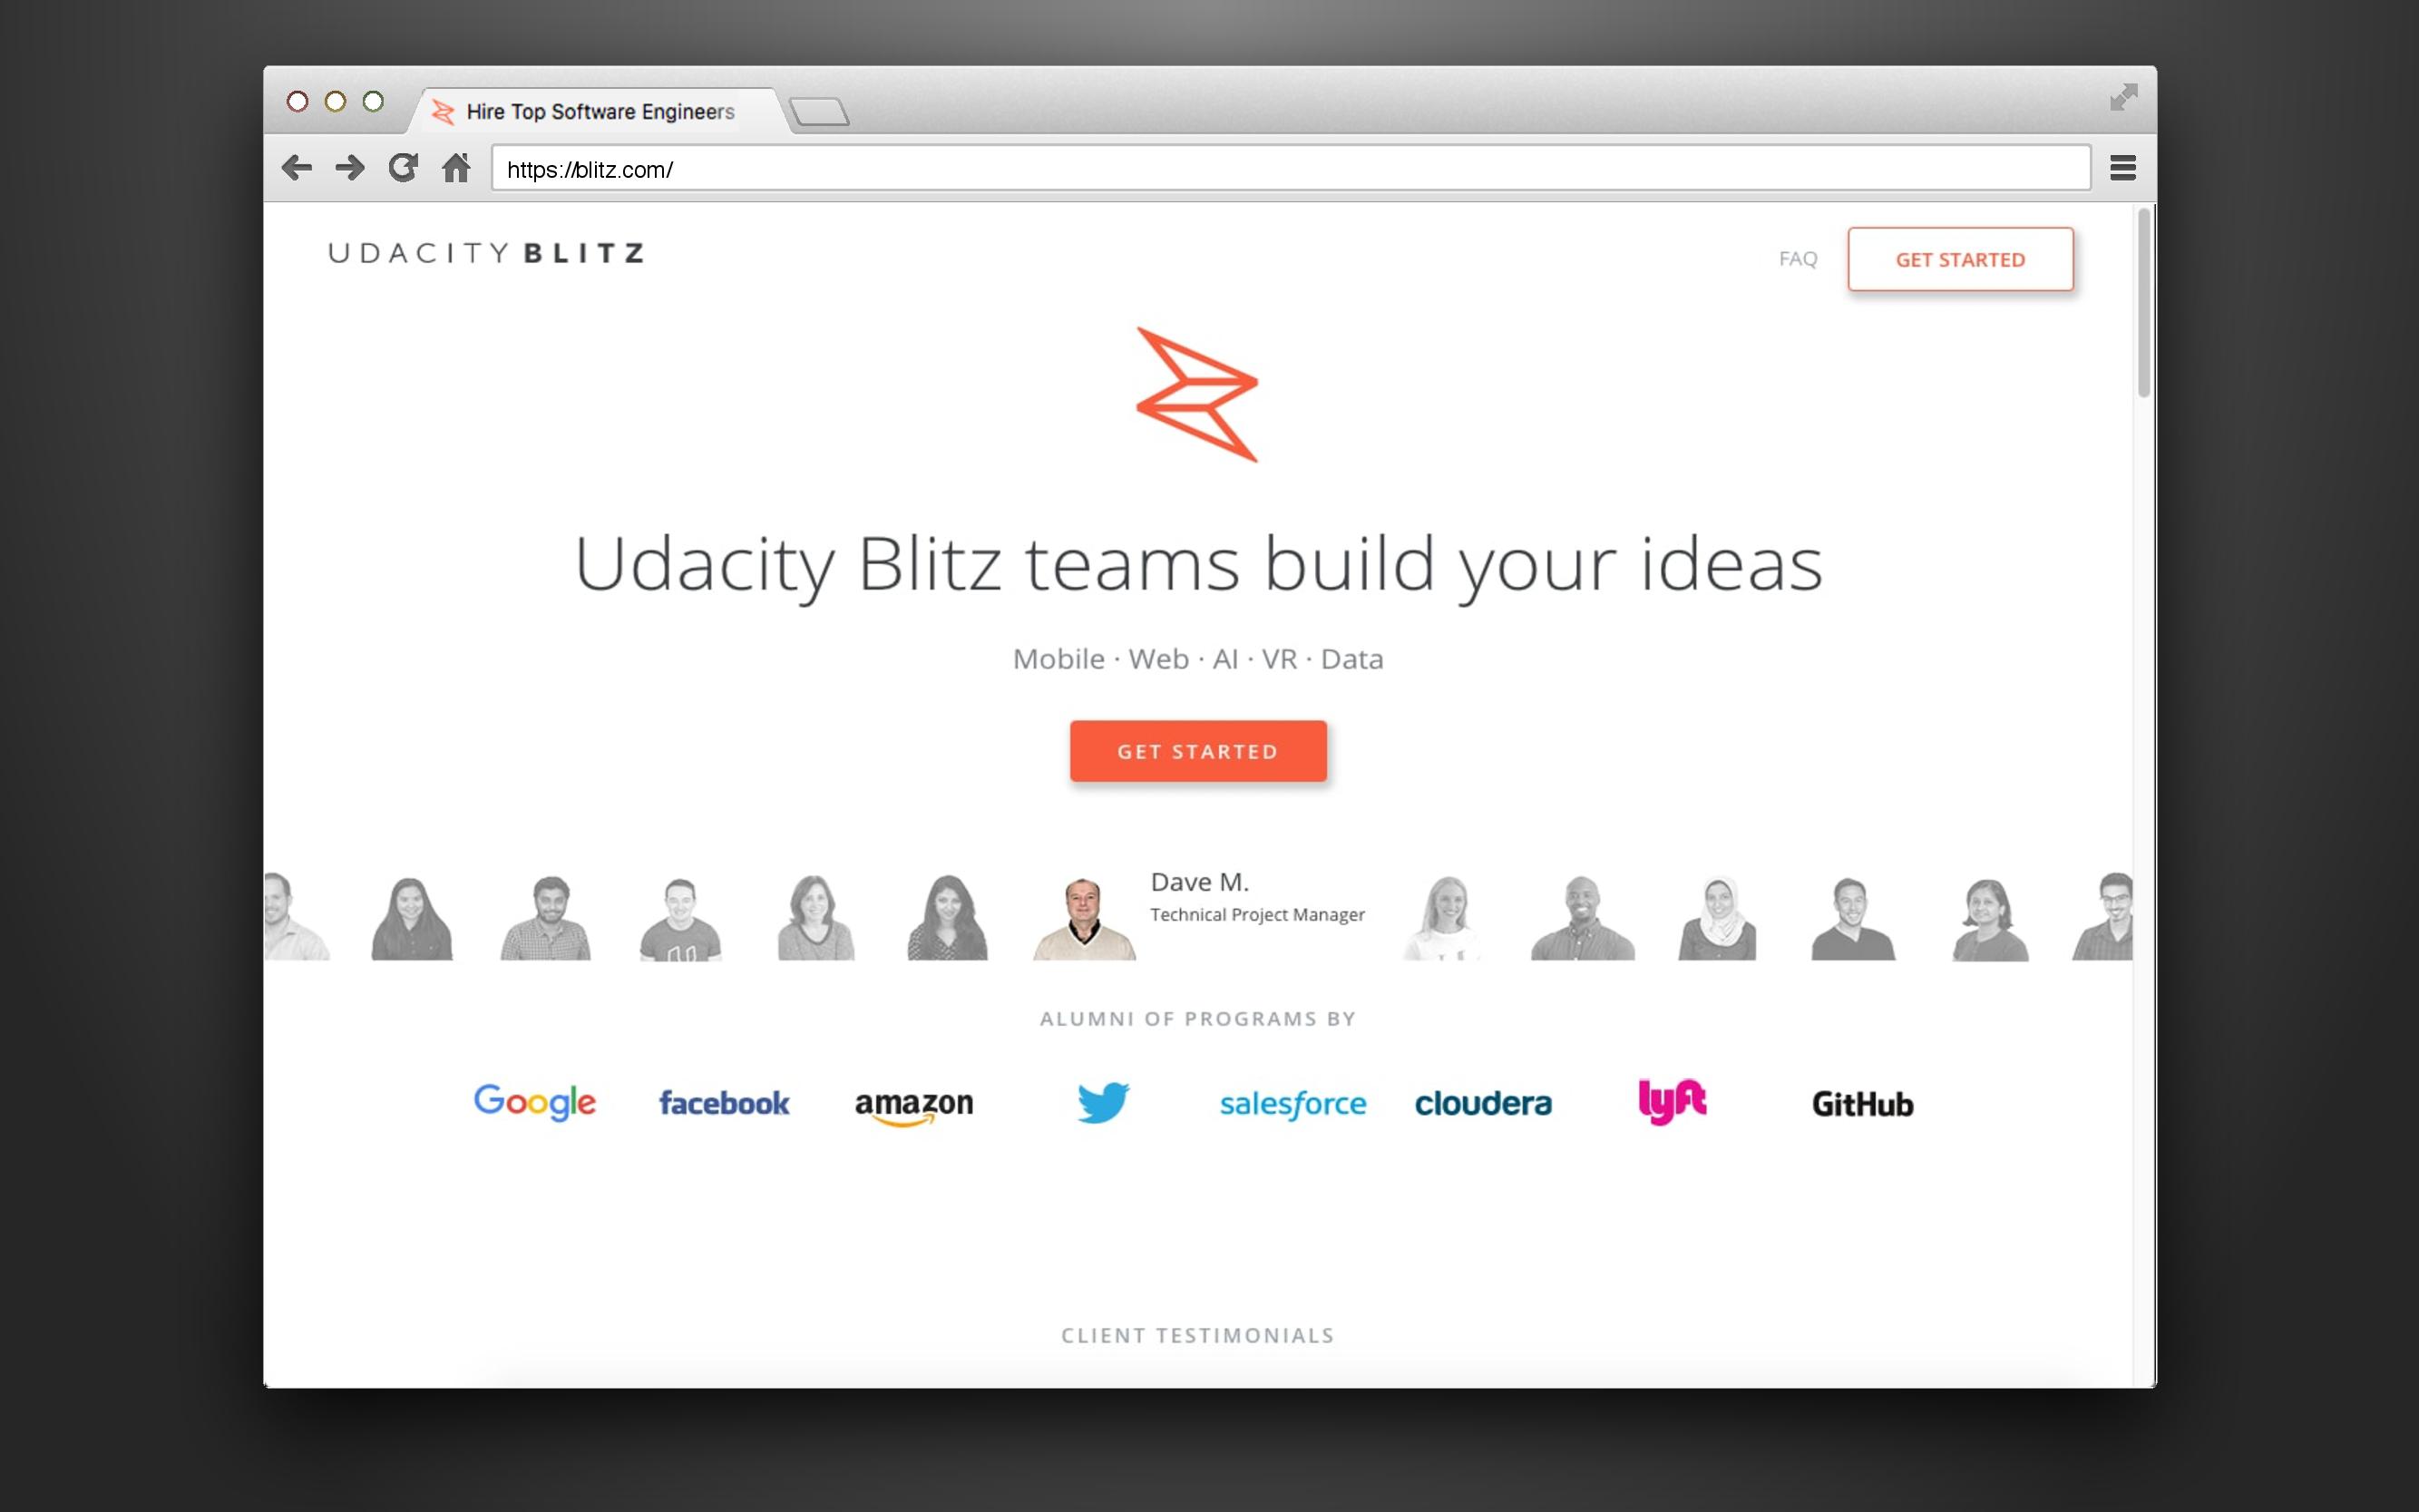 Hire Top Software Engineers
https://blitz.com/
UDACITY BLITZ
FAQ
GET STARTED
Udacity Blitz teams build your ideas
Mobile · Web · AI · VR · Data
GET STARTED
Dave M.
Technical Project Manager
ALUMNI OF PROGRAMS BY
Google facebook amazon salesforce cloudera lyft GitHub
CLIENT TESTIMONIALS